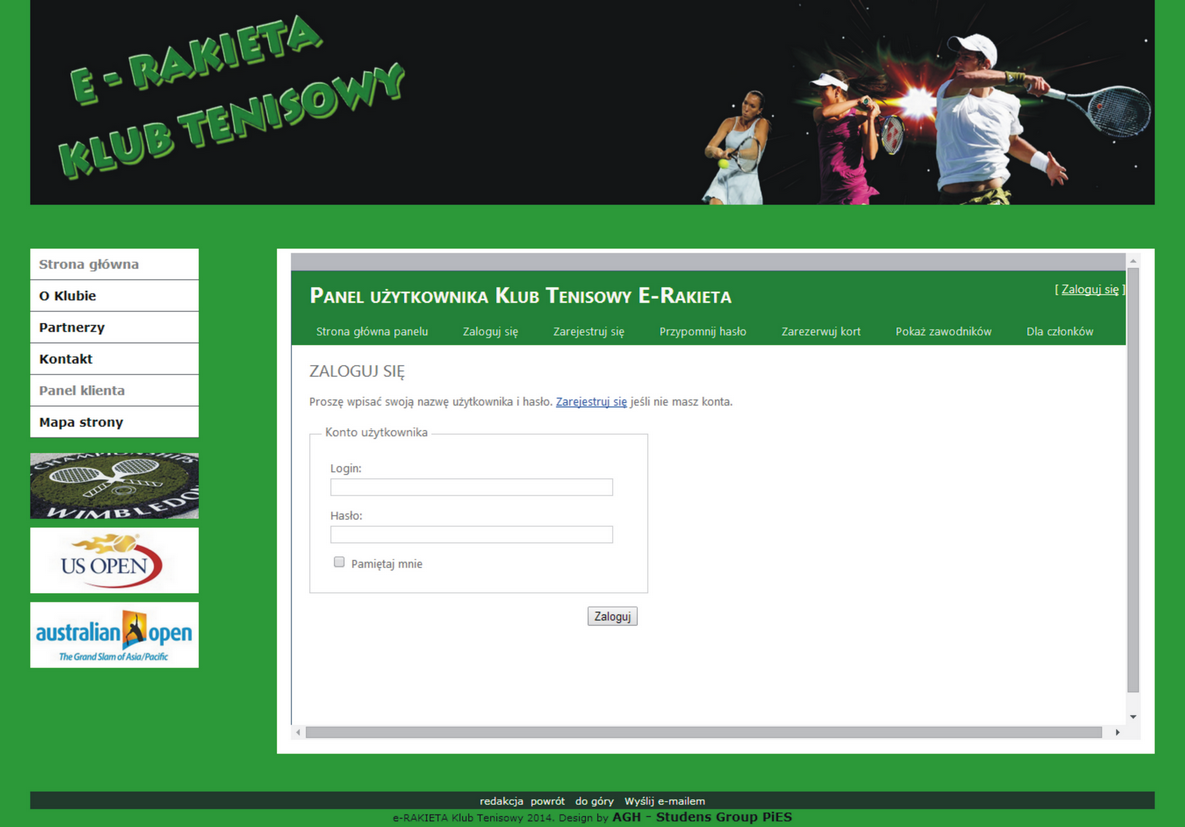 E - RAKIETA
KLUB TENISOWY
Strona główna
O Klubie
Partnerzy
Kontakt
Panel klienta
Mapa strony
CHAMPIONSHIPS
WIMBLEDON
US OPEN
australian open
The Grand Slam of Asia/Pacific
PANEL UŻYTKOWNIKA KLUB TENISOWY E-RAKIETA
[ Zaloguj się ]
Strona główna panelu Zaloguj się Zarejestruj się Przypomnij hasło Zarezerwuj kort Pokaż zawodników Dla członków
ZALOGUJ SIĘ
Proszę wpisać swoją nazwę użytkownika i hasło. Zarejestruj się jeśli nie masz konta.
Konto użytkownika
Login:
Hasło:
Pamiętaj mnie
Zaloguj
redakcja powrót do góry Wyślij e-mailem
e-RAKIETA Klub Tenisowy 2014. Design by AGH - Studens Group PiES